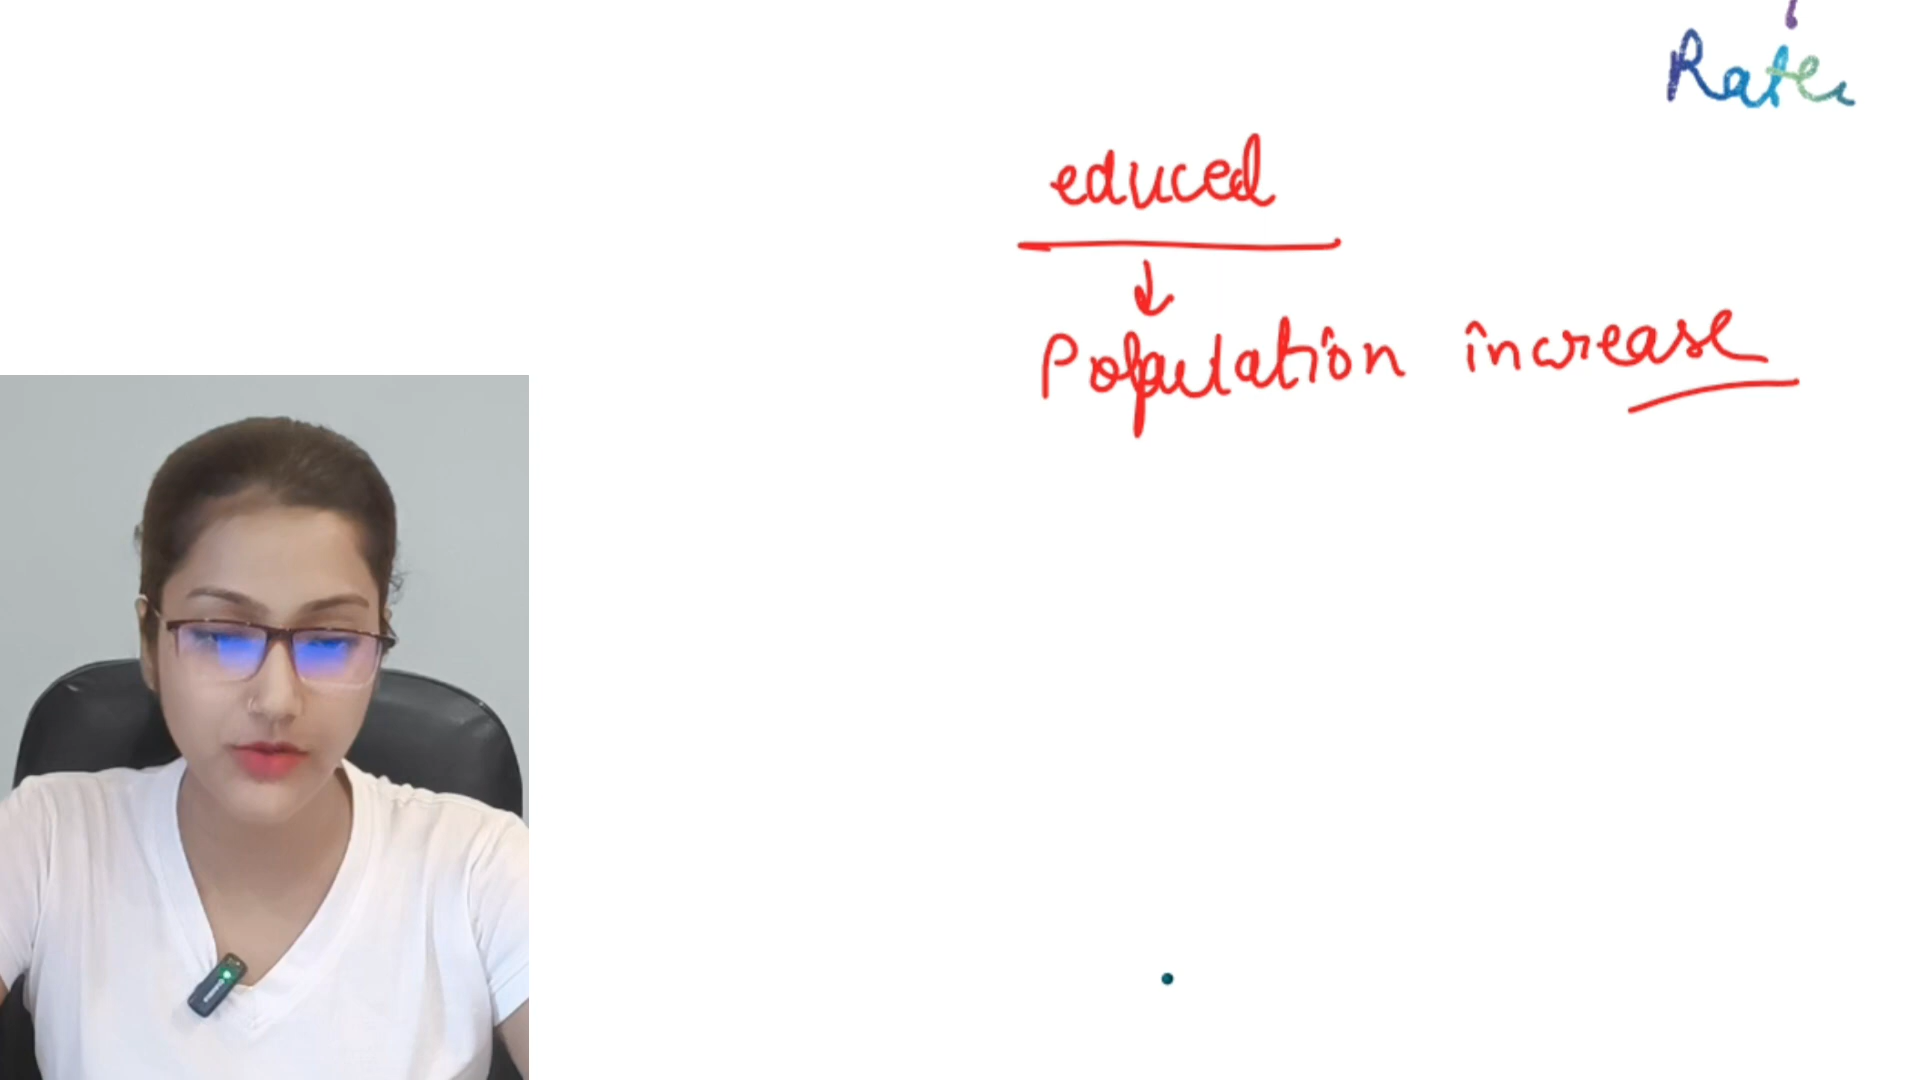 Rate
educed
↓
Population increase